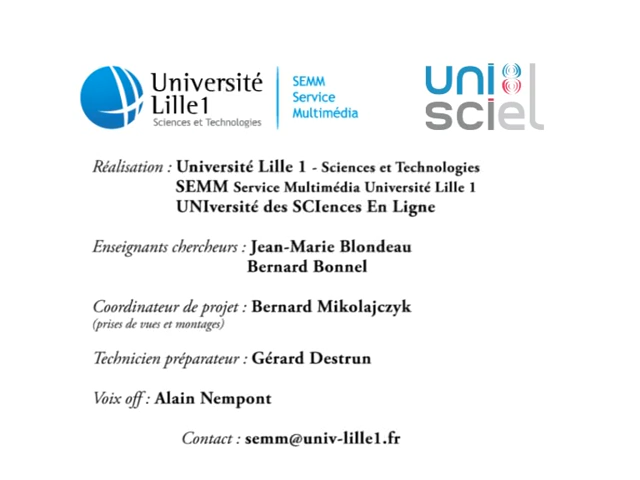 Université
Lille1
Sciences et Technologies
SEMM
Service
Multimédia
uni
sciel
Réalisation : Université Lille 1 - Sciences et Technologies
SEMM Service Multimédia Université Lille 1
UNIversité des SCIences En Ligne
Enseignants chercheurs : Jean-Marie Blondeau
Bernard Bonnel
Coordinateur de projet : Bernard Mikolajczyk
(prises de vues et montages)
Technicien préparateur : Gérard Destrun
Voix off : Alain Nempont
Contact : semm@univ-lille1.fr